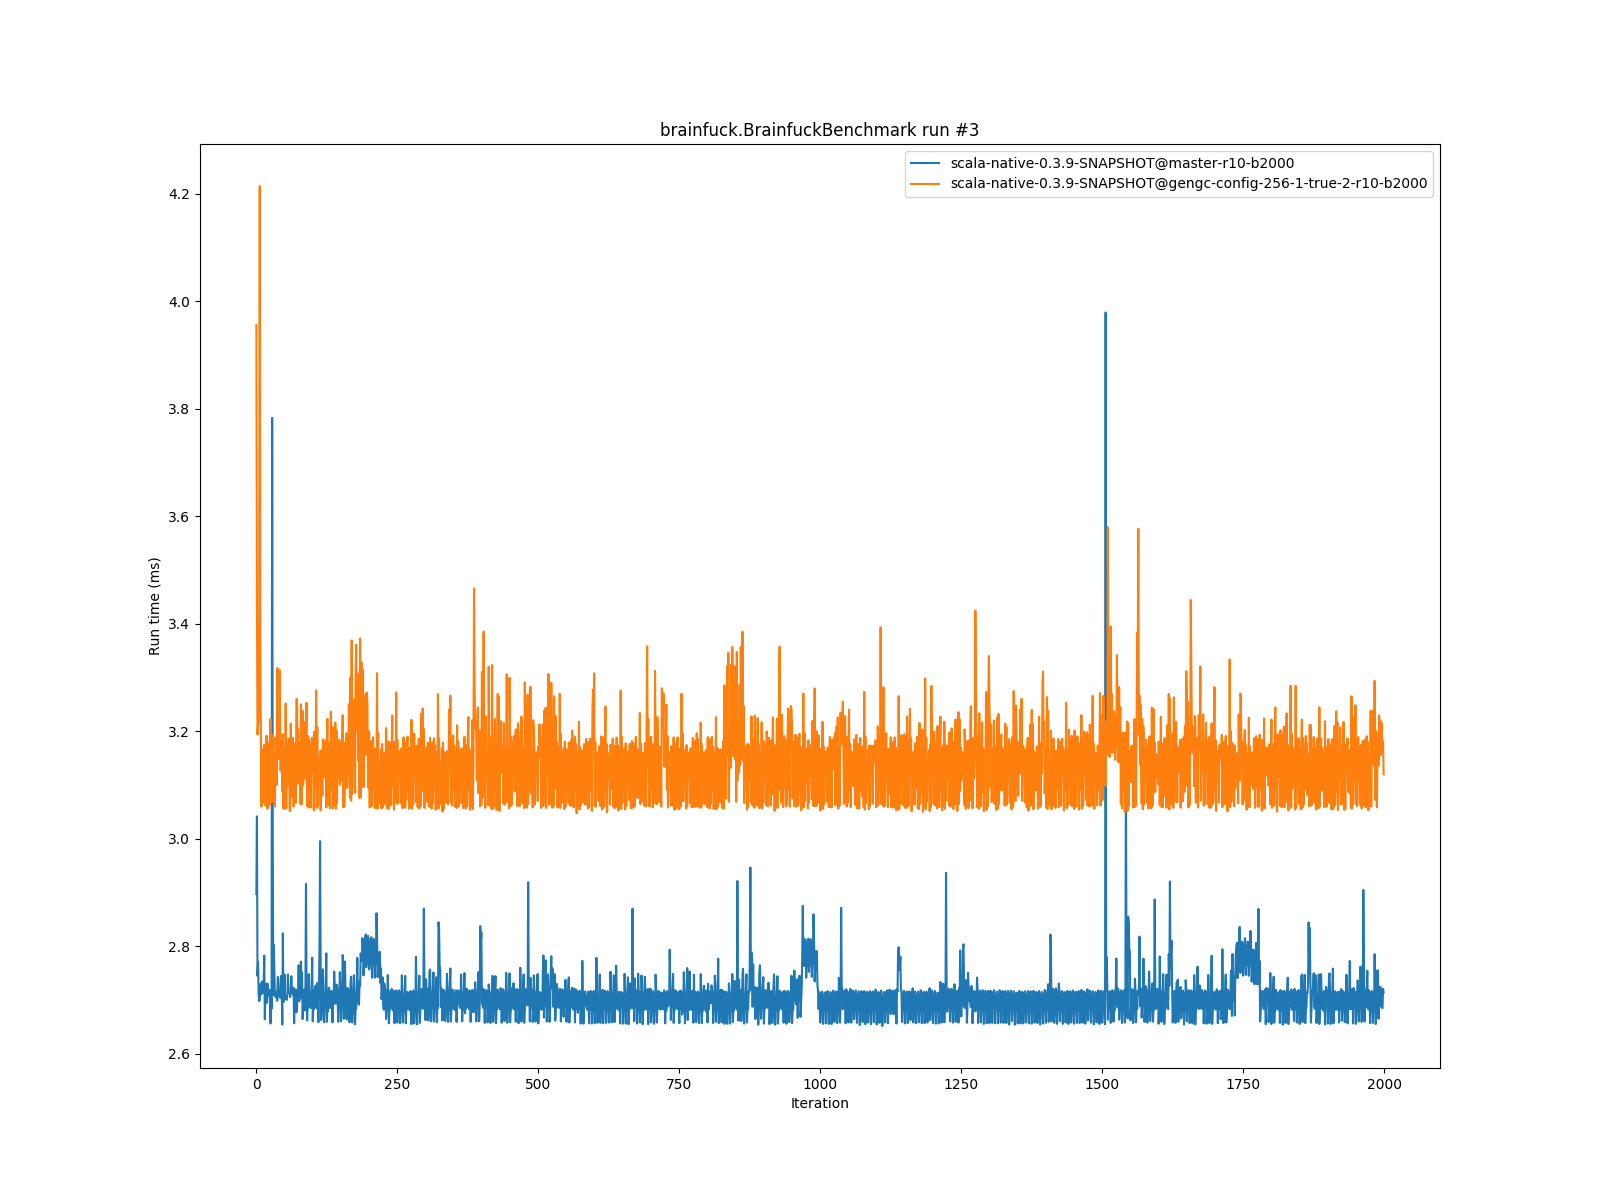 brainfuck.BrainfuckBenchmark run #3
scala-native-0.3.9-SNAPSHOT@master-r10-b2000
scala-native-0.3.9-SNAPSHOT@gengc-config-256-1-true-2-r10-b2000
4.2
4.0
3.8
3.6
3.4
3.2
3.0
2.8
2.6
Run time (ms)
0 250 500 750 1000 1250 1500 1750 2000
Iteration